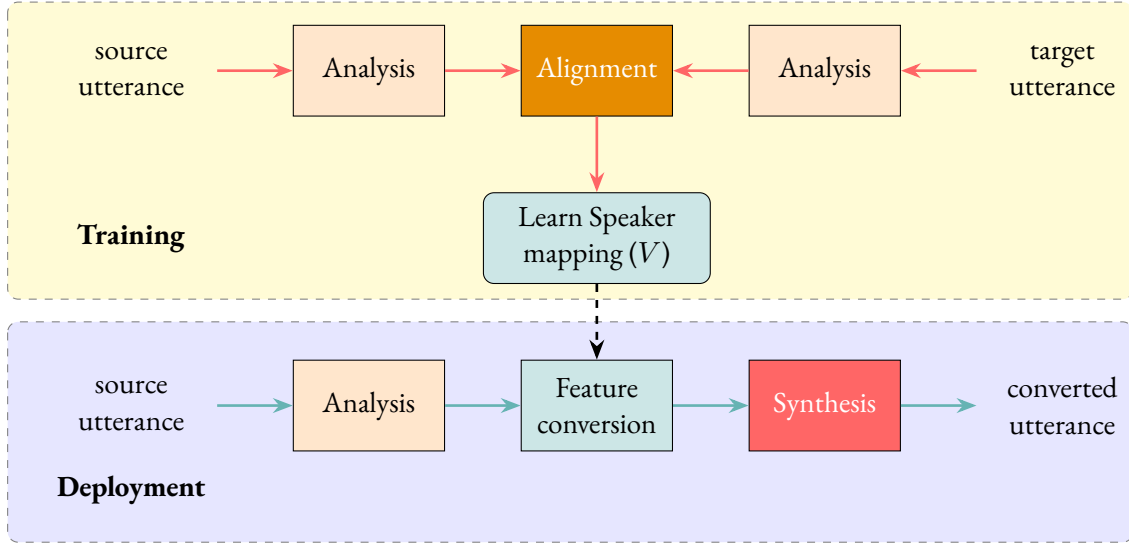 source
utterance
Analysis
Alignment
Analysis
target
utterance
Learn Speaker
mapping (V)
Training
source
utterance
Analysis
Feature
conversion
Synthesis
converted
utterance
Deployment